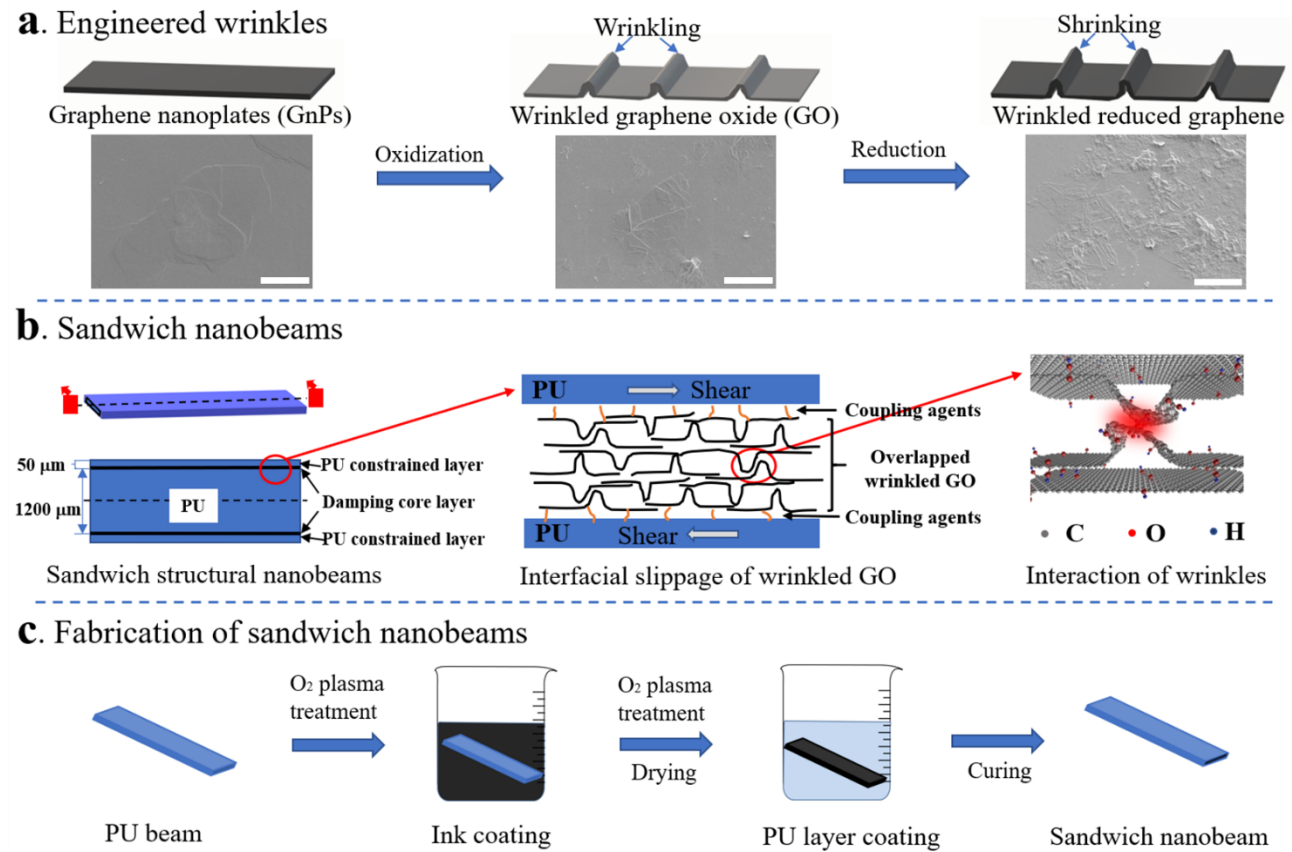 a. Engineered wrinkles
Wrinkling
Shrinking
Graphene nanoplates (GnPs)
Wrinkled graphene oxide (GO)
Wrinkled reduced graphene
Oxidization
Reduction
b. Sandwich nanobeams
50 μm
1200 μm
PU
PU constrained layer
Damping core layer
PU constrained layer
Sandwich structural nanobeams
PU
Shear
Coupling agents
Overlapped
wrinkled GO
Coupling agents
PU
Shear
Interfacial slippage of wrinkled GO
C
O
H
Interaction of wrinkles
c. Fabrication of sandwich nanobeams
O₂ plasma
treatment
O₂ plasma
treatment
Drying
Curing
PU beam
Ink coating
PU layer coating
Sandwich nanobeam